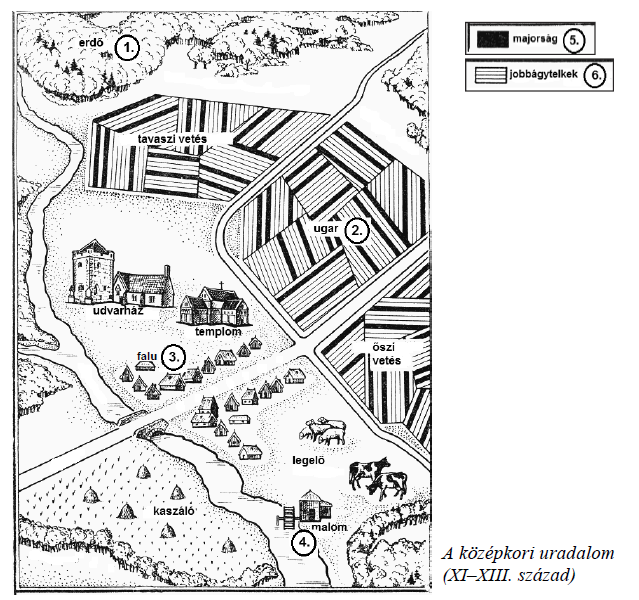 erdő 1.
majorság 5.
jobbágytelkek 6.
tavaszi vetés
ugar 2.
udvarház
templom
falu 3.
őszi
vetés
legelő
kaszáló
malom
4.
A középkori uradalom
(XI–XIII. század)